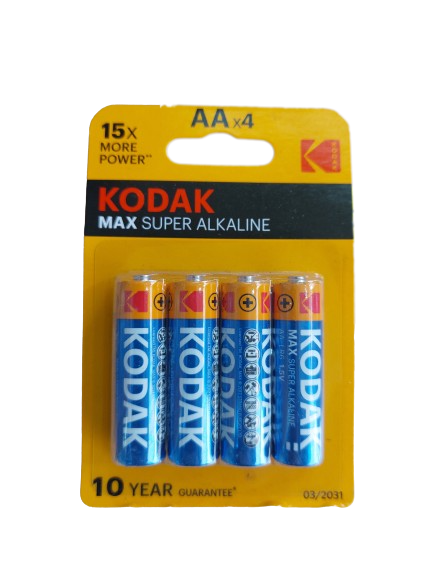 AA x4
15X
MORE
POWER**
KODAK
KODAK
MAX SUPER ALKALINE
KODAK
KODAK
KODAK
KODAK
MAX SUPER ALKALINE
10 YEAR GUARANTEE*
03/2031